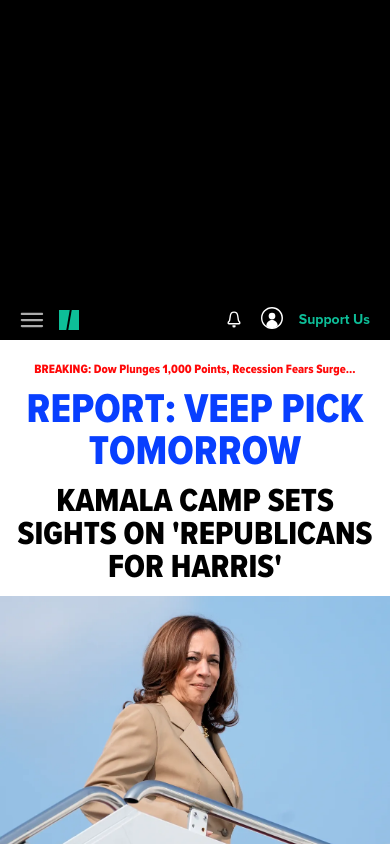 Support Us
BREAKING: Dow Plunges 1,000 Points, Recession Fears Surge...
REPORT: VEEP PICK
TOMORROW
KAMALA CAMP SETS
SIGHTS ON 'REPUBLICANS
FOR HARRIS'